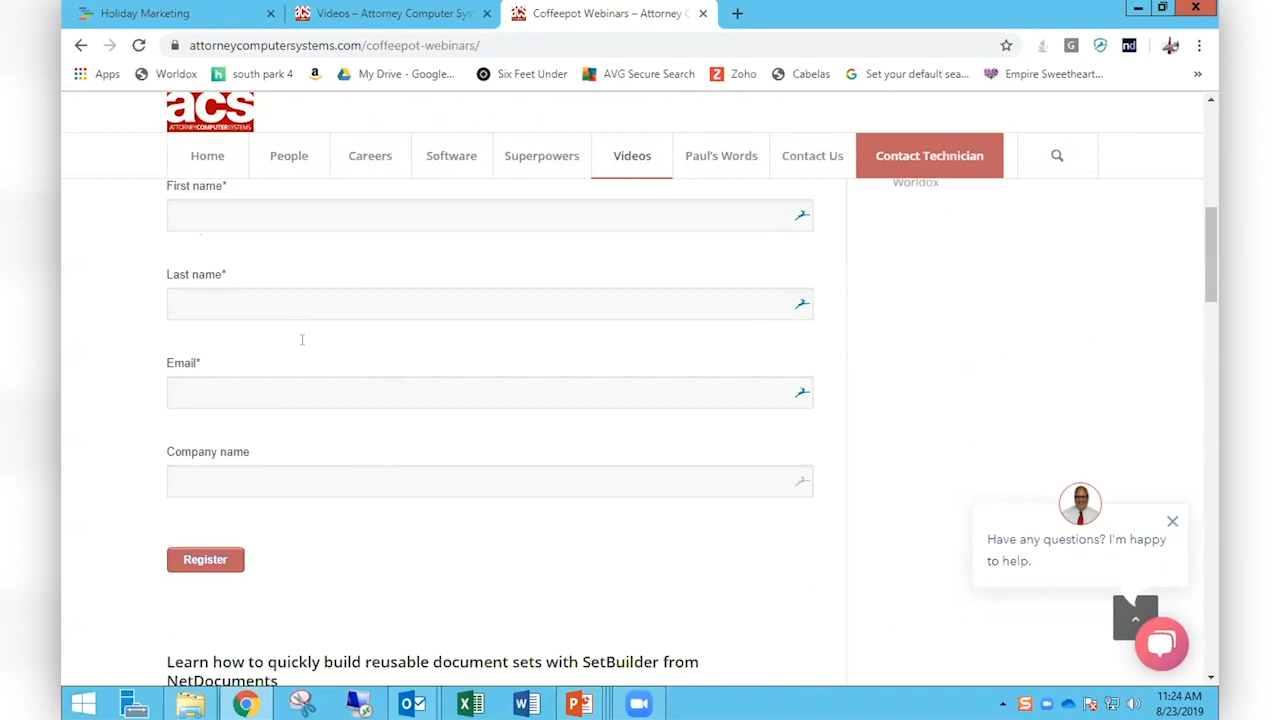 Holiday Marketing
Videos – Attorney Computer Sys
Coffeepot Webinars – Attorney C
attorneycomputersystems.com/coffeepot-webinars/
G
nd
Apps
Worldox
south park 4
My Drive - Google...
Six Feet Under
AVG Secure Search
Zoho
Cabelas
Set your default sea...
Empire Sweetheart...
»
acs
ATTORNEYCOMPUTERSYSTEMS
Home
People
Careers
Software
Superpowers
Videos
Paul's Words
Contact Us
Contact Technician
First name*
Worldox
Last name*
Email*
Company name
Register
Have any questions? I'm happy
to help.
Learn how to quickly build reusable document sets with SetBuilder from
NetDocuments
11:24 AM
8/23/2019